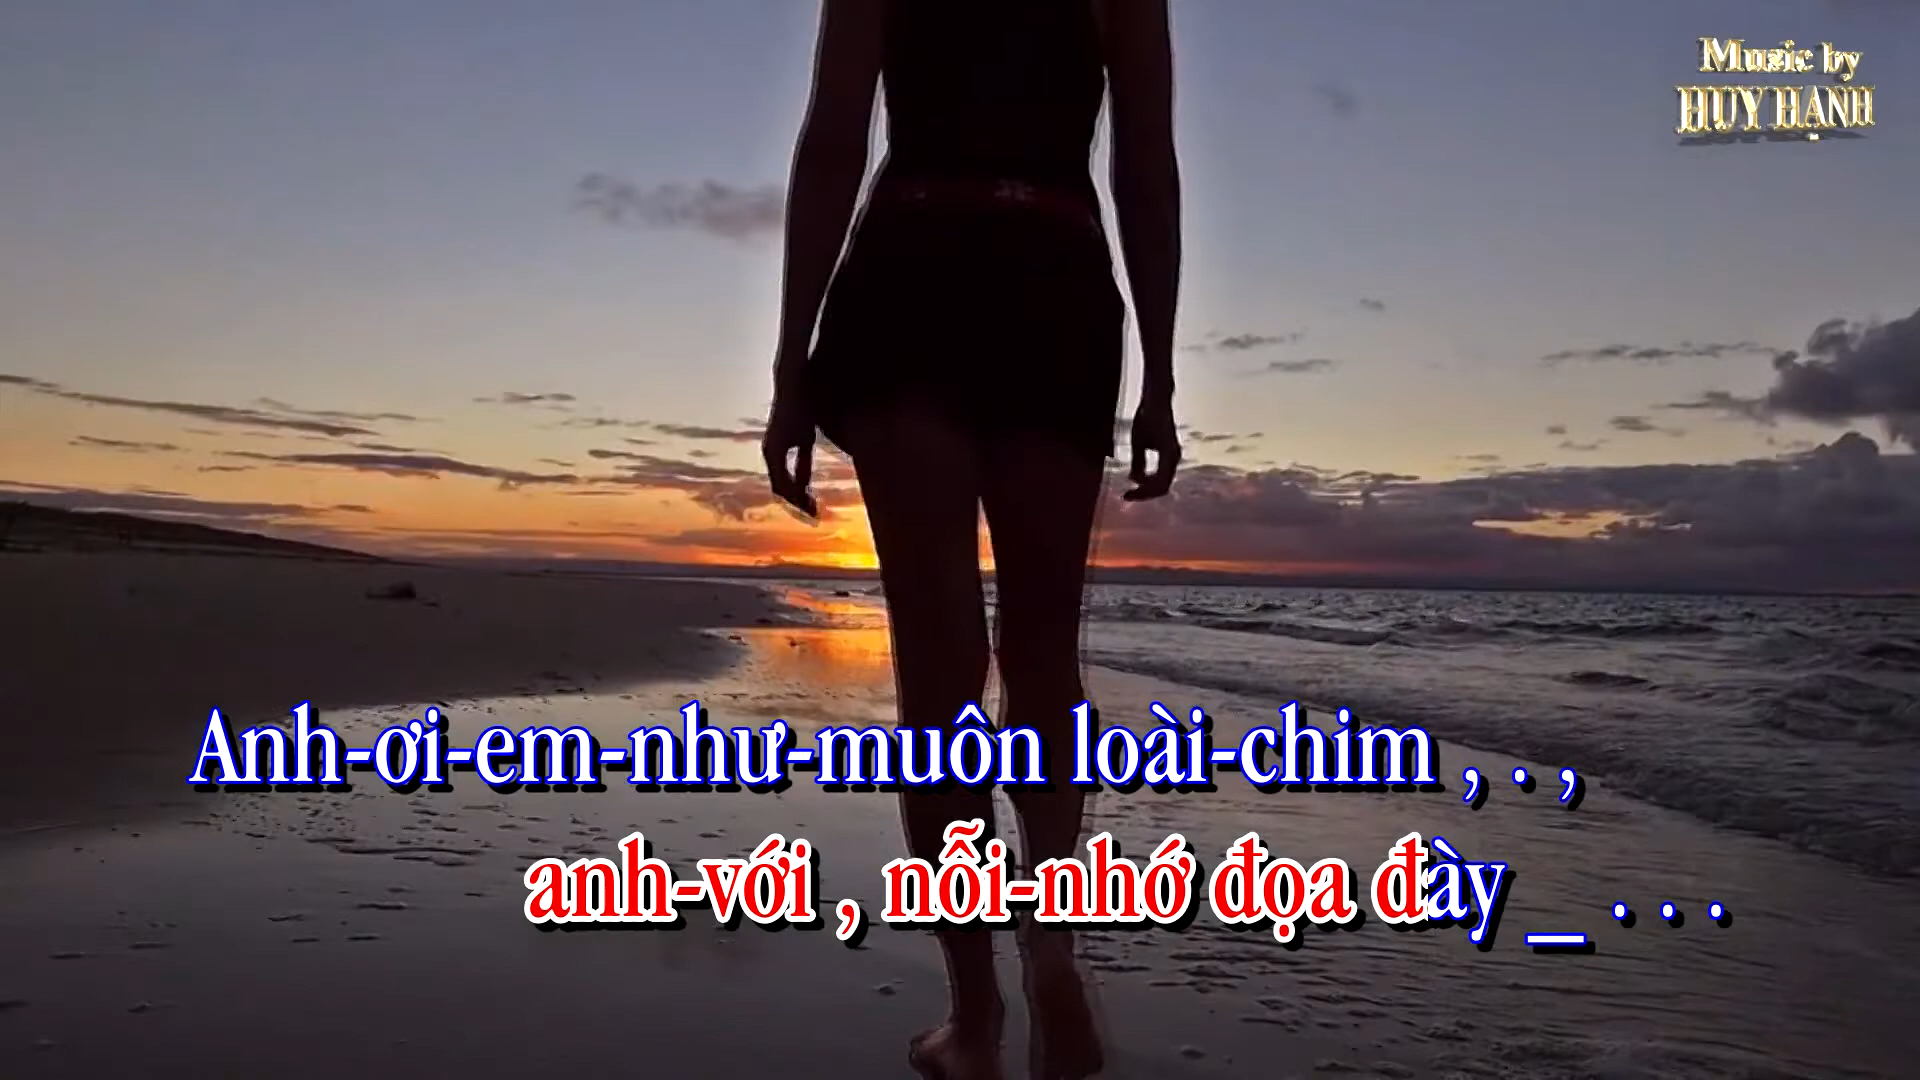 Music by
HUY HẠNH
Anh-ơi-em-như-muôn loài-chim , . ,
anh-với , nỗi-nhớ đọa đày _ . . .